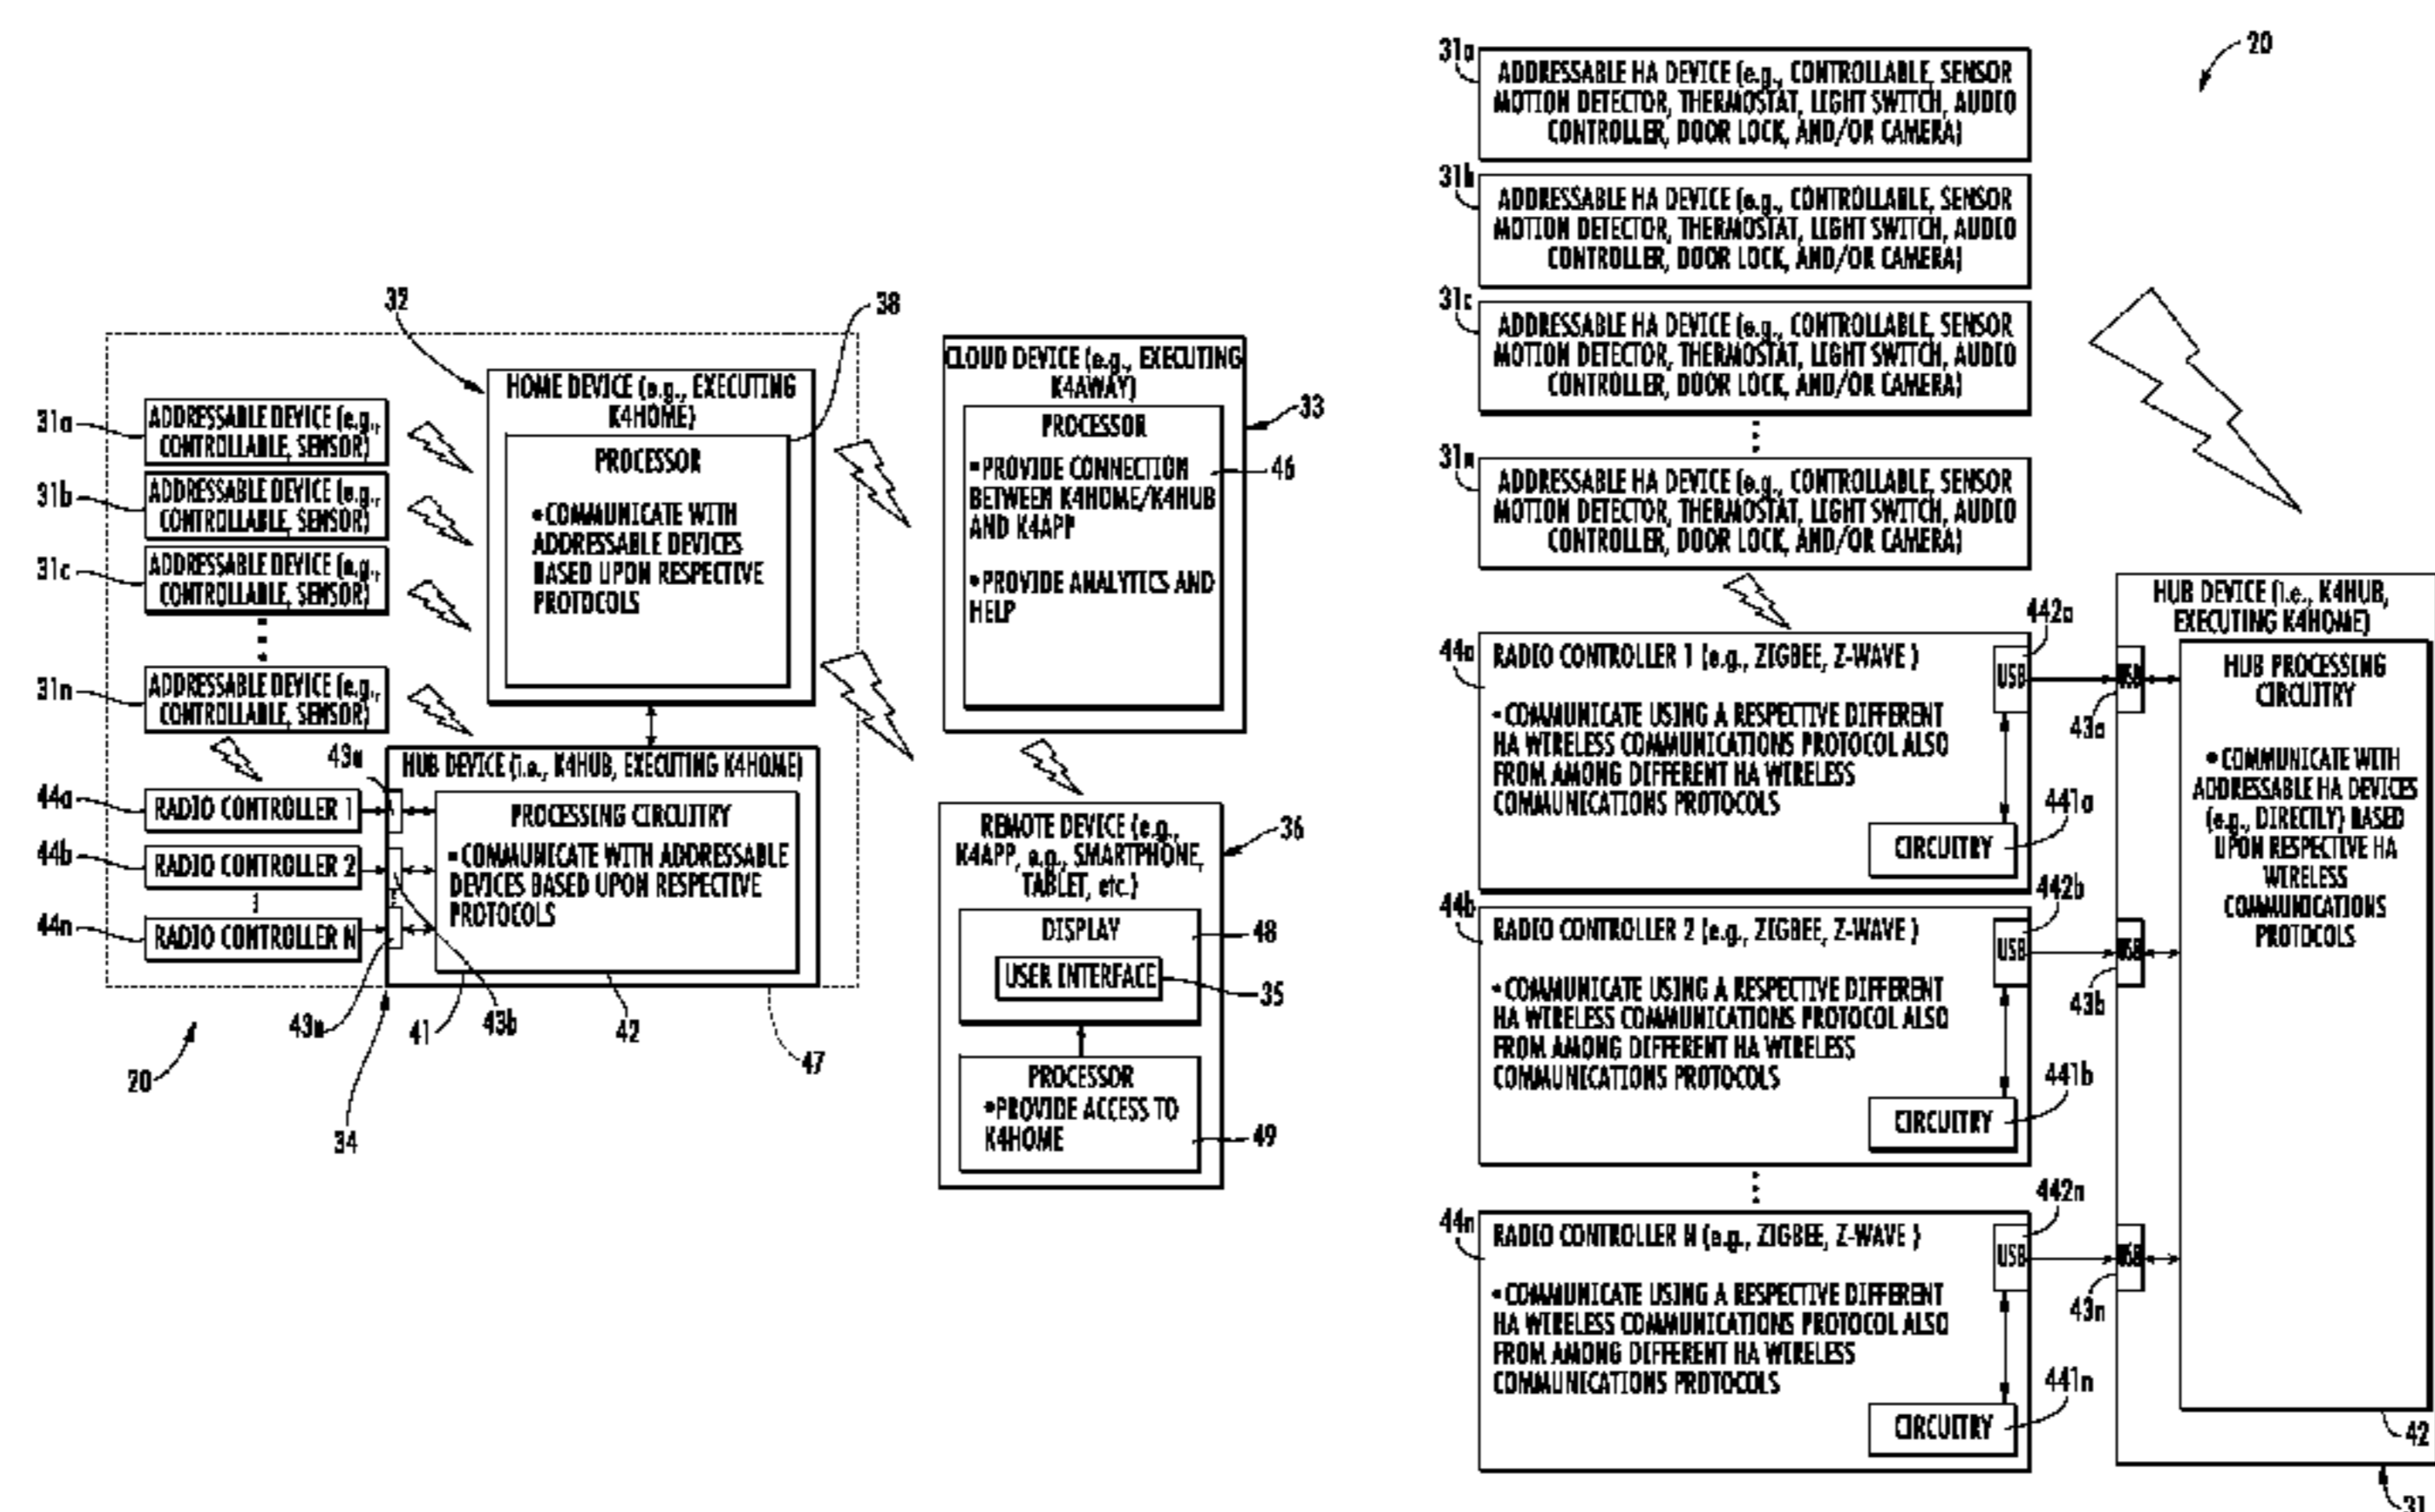 32
38
HOME DEVICE (e.g., EXECUTING
K4HOME)
PROCESSOR
•COMMUNICATE WITH
ADDRESSABLE DEVICES
BASED UPON RESPECTIVE
PROTOCOLS
31a
ADDRESSABLE DEVICE (e.g.,
CONTROLLABLE, SENSOR)
31b
ADDRESSABLE DEVICE (e.g.,
CONTROLLABLE, SENSOR)
31c
ADDRESSABLE DEVICE (e.g.,
CONTROLLABLE, SENSOR)
31n
ADDRESSABLE DEVICE (e.g.,
CONTROLLABLE, SENSOR)
43a
HUB DEVICE (i.e., K4HUB, EXECUTING K4HOME)
44a
RADIO CONTROLLER 1
44b
RADIO CONTROLLER 2
44n
RADIO CONTROLLER N
PROCESSING CIRCUITRY
•COMMUNICATE WITH ADDRESSABLE
DEVICES BASED UPON RESPECTIVE
PROTOCOLS
43n
41
43b
42
47
20
34
CLOUD DEVICE (e.g., EXECUTING
K4AWAY)
33
PROCESSOR
46
•PROVIDE CONNECTION
BETWEEN K4HOME/K4HUB
AND K4APP
•PROVIDE ANALYTICS AND
HELP
REMOTE DEVICE (e.g.,
K4APP, e.g., SMARTPHONE,
TABLET, etc.)
36
DISPLAY
48
USER INTERFACE
35
PROCESSOR
•PROVIDE ACCESS TO
K4HOME
49
20
31a
ADDRESSABLE HA DEVICE (e.g., CONTROLLABLE, SENSOR
MOTION DETECTOR, THERMOSTAT, LIGHT SWITCH, AUDIO
CONTROLLER, DOOR LOCK, AND/OR CAMERA)
31b
ADDRESSABLE HA DEVICE (e.g., CONTROLLABLE, SENSOR
MOTION DETECTOR, THERMOSTAT, LIGHT SWITCH, AUDIO
CONTROLLER, DOOR LOCK, AND/OR CAMERA)
31c
ADDRESSABLE HA DEVICE (e.g., CONTROLLABLE, SENSOR
MOTION DETECTOR, THERMOSTAT, LIGHT SWITCH, AUDIO
CONTROLLER, DOOR LOCK, AND/OR CAMERA)
31n
ADDRESSABLE HA DEVICE (e.g., CONTROLLABLE, SENSOR
MOTION DETECTOR, THERMOSTAT, LIGHT SWITCH, AUDIO
CONTROLLER, DOOR LOCK, AND/OR CAMERA)
44a
RADIO CONTROLLER 1 (e.g., ZIGBEE, Z-WAVE )
•COMMUNICATE USING A RESPECTIVE DIFFERENT
HA WIRELESS COMMUNICATIONS PROTOCOL ALSO
FROM AMONG DIFFERENT HA WIRELESS
COMMUNICATIONS PROTOCOLS
442a
USB
USB
43a
441a
CIRCUITRY
44b
RADIO CONTROLLER 2 (e.g., ZIGBEE, Z-WAVE )
•COMMUNICATE USING A RESPECTIVE DIFFERENT
HA WIRELESS COMMUNICATIONS PROTOCOL ALSO
FROM AMONG DIFFERENT HA WIRELESS
COMMUNICATIONS PROTOCOLS
442b
USB
USB
43b
441b
CIRCUITRY
44n
RADIO CONTROLLER N (e.g., ZIGBEE, Z-WAVE )
•COMMUNICATE USING A RESPECTIVE DIFFERENT
HA WIRELESS COMMUNICATIONS PROTOCOL ALSO
FROM AMONG DIFFERENT HA WIRELESS
COMMUNICATIONS PROTOCOLS
442n
USB
USB
43n
441n
CIRCUITRY
HUB DEVICE (i.e., K4HUB,
EXECUTING K4HOME)
HUB PROCESSING
CIRCUITRY
•COMMUNICATE WITH
ADDRESSABLE HA DEVICES
(e.g., DIRECTLY) BASED
UPON RESPECTIVE HA
WIRELESS
COMMUNICATIONS
PROTOCOLS
42